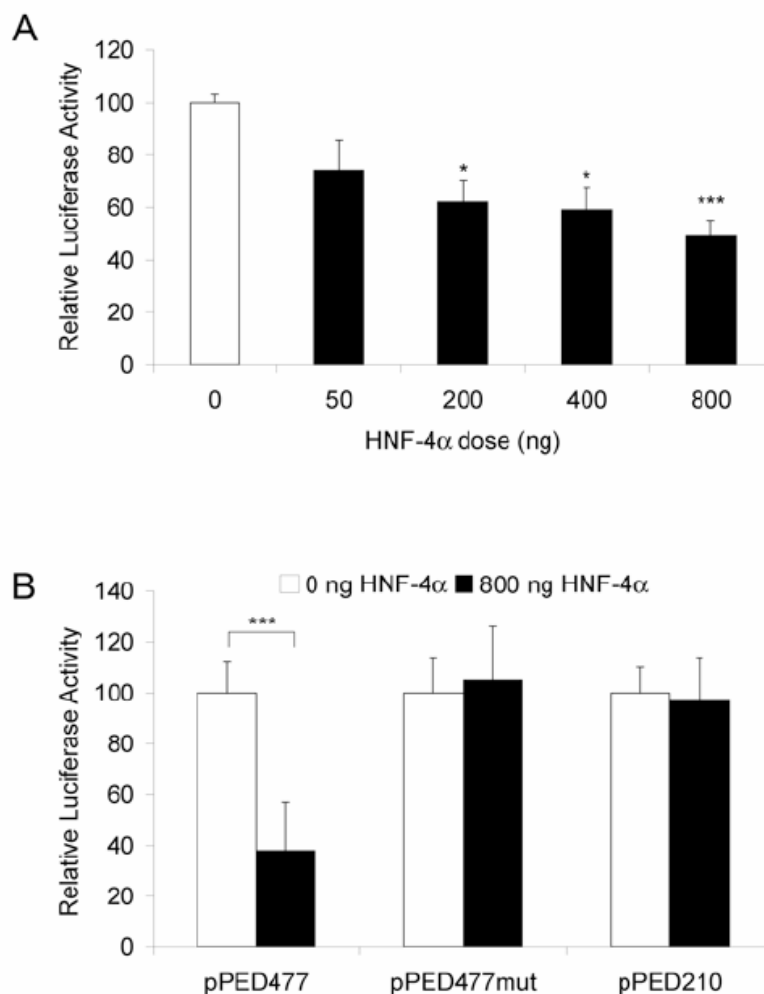 A
Relative Luciferase Activity
120
100
80
60
40
20
0
*
*
***
0 50 200 400 800
HNF-4α dose (ng)
B
Relative Luciferase Activity
140
120
100
80
60
40
20
0
0 ng HNF-4α 800 ng HNF-4α
***
pPED477 pPED477mut pPED210